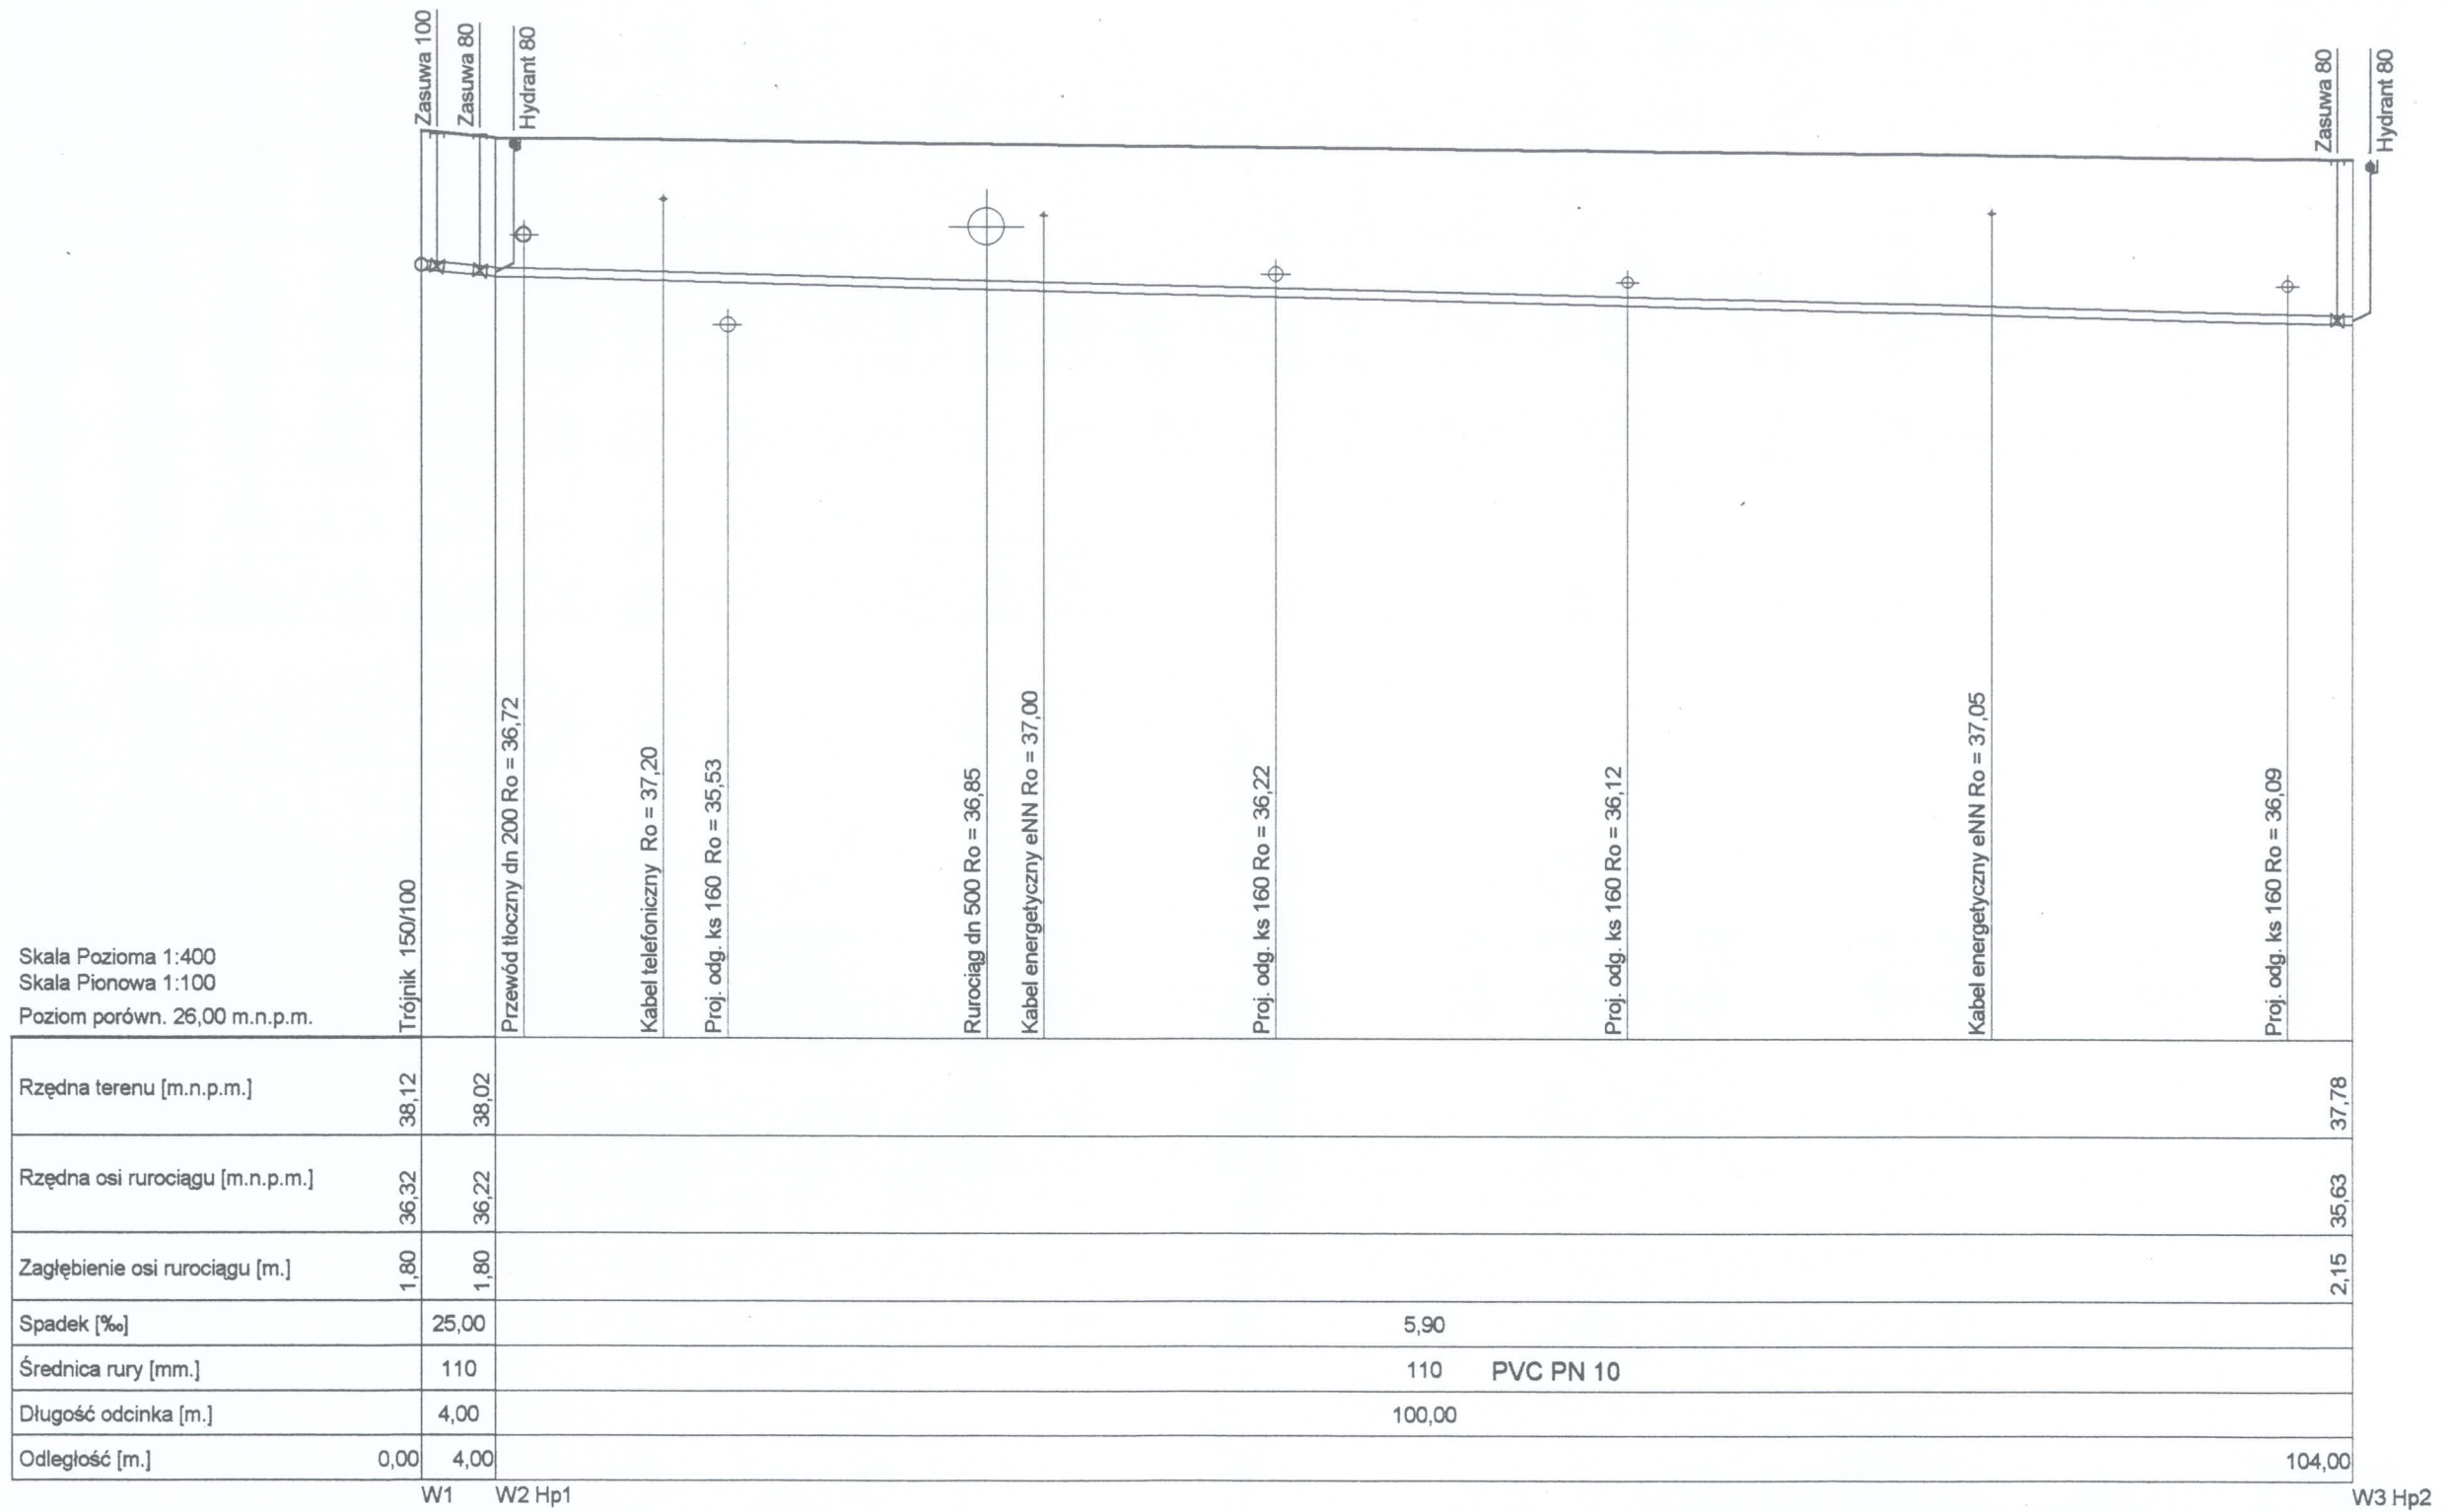 Zasuwa 100
Zasuwa 80
Hydrant 80
Zasuwa 80
Hydrant 80
Trójnik 150/100
Przewód tłoczny dn 200 Ro = 36,72
Kabel telefoniczny Ro = 37,20
Proj. odg. ks 160 Ro = 35,53
Rurociąg dn 500 Ro = 36,85
Kabel energetyczny eNN Ro = 37,00
Proj. odg. ks 160 Ro = 36,22
Proj. odg. ks 160 Ro = 36,12
Kabel energetyczny eNN Ro = 37,05
Proj. odg. ks 160 Ro = 36,09
Skala Pozioma 1:400
Skala Pionowa 1:100
Poziom porówn. 26,00 m.n.p.m.
Rzędna terenu [m.n.p.m.] 38,12 38,02 37,78
Rzędna osi rurociągu [m.n.p.m.] 36,32 36,22 35,63
Zagłębienie osi rurociągu [m.] 1,80 1,80 2,15
Spadek [‰] 25,00 5,90
Średnica rury [mm.] 110 110 PVC PN 10
Długość odcinka [m.] 4,00 100,00
Odległość [m.] 0,00 4,00 104,00
W1 W2 Hp1 W3 Hp2